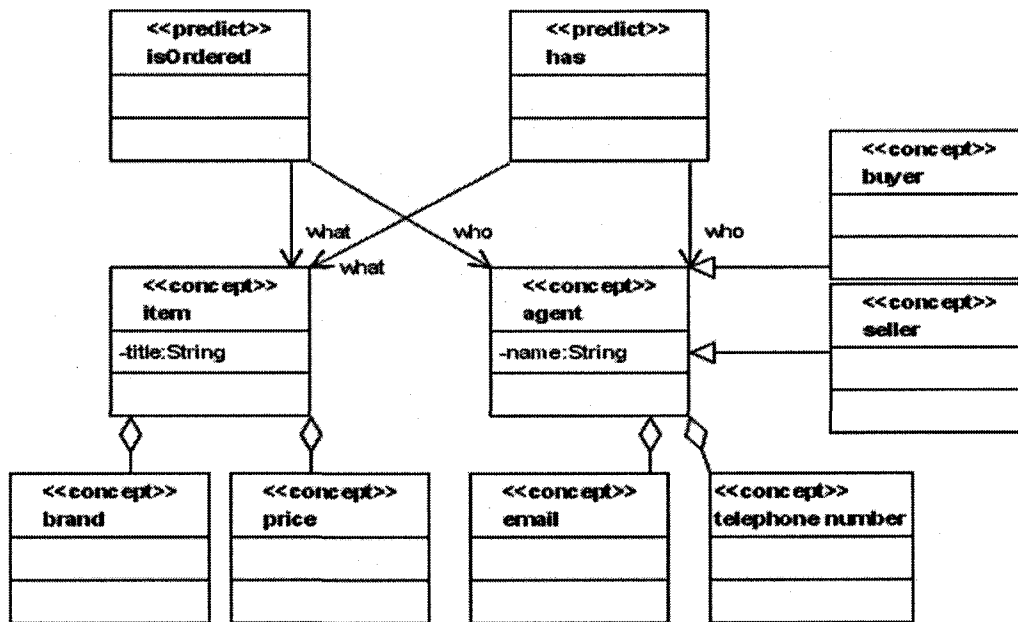 <<predict>>
isOrdered
<<predict>>
has
<<concept>>
buyer
what
who
who
what
<<concept>>
item
-title:String
<<concept>>
agent
-name:String
<<concept>>
seller
<<concept>>
brand
<<concept>>
price
<<concept>>
email
<<concept>>
telephone number